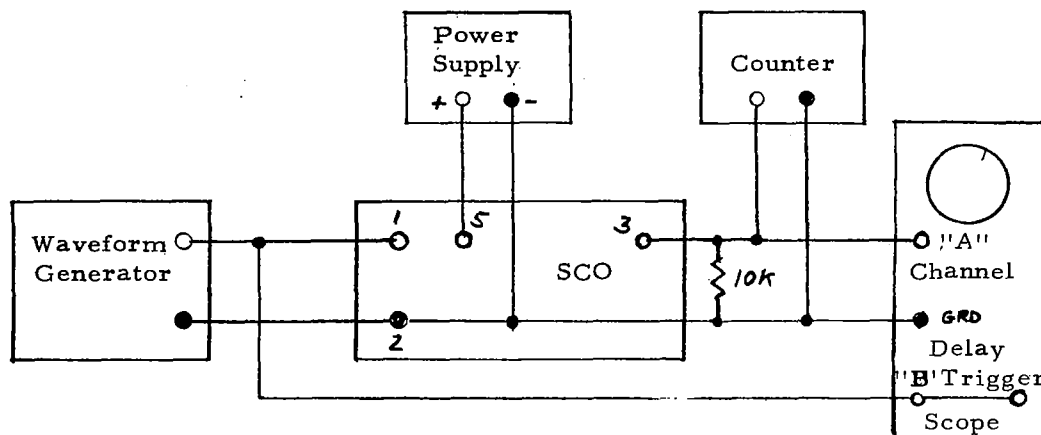 Power
Supply
+
-
Counter
Waveform
Generator
1
5
3
SCO
2
10K
"A"
Channel
GRD
Delay
"B" Trigger
Scope